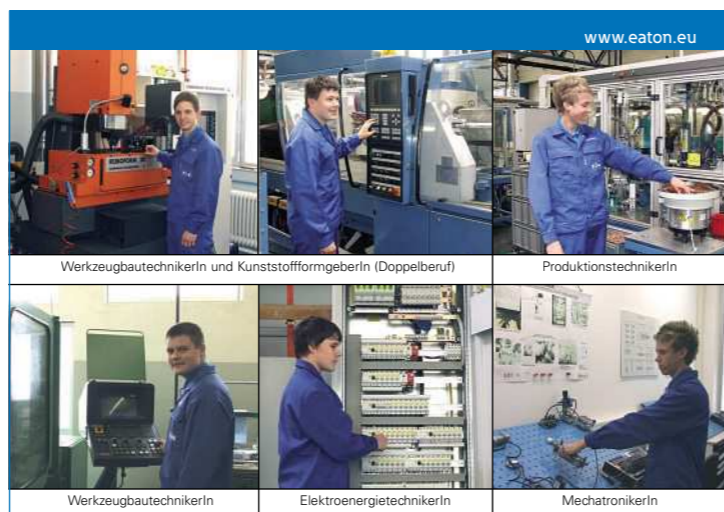 www.eaton.eu
WerkzeugbautechnikerIn und KunststoffformgeberIn (Doppelberuf)
ProduktionstechnikerIn
WerkzeugbautechnikerIn
ElektroenergietechnikerIn
MechatronikerIn